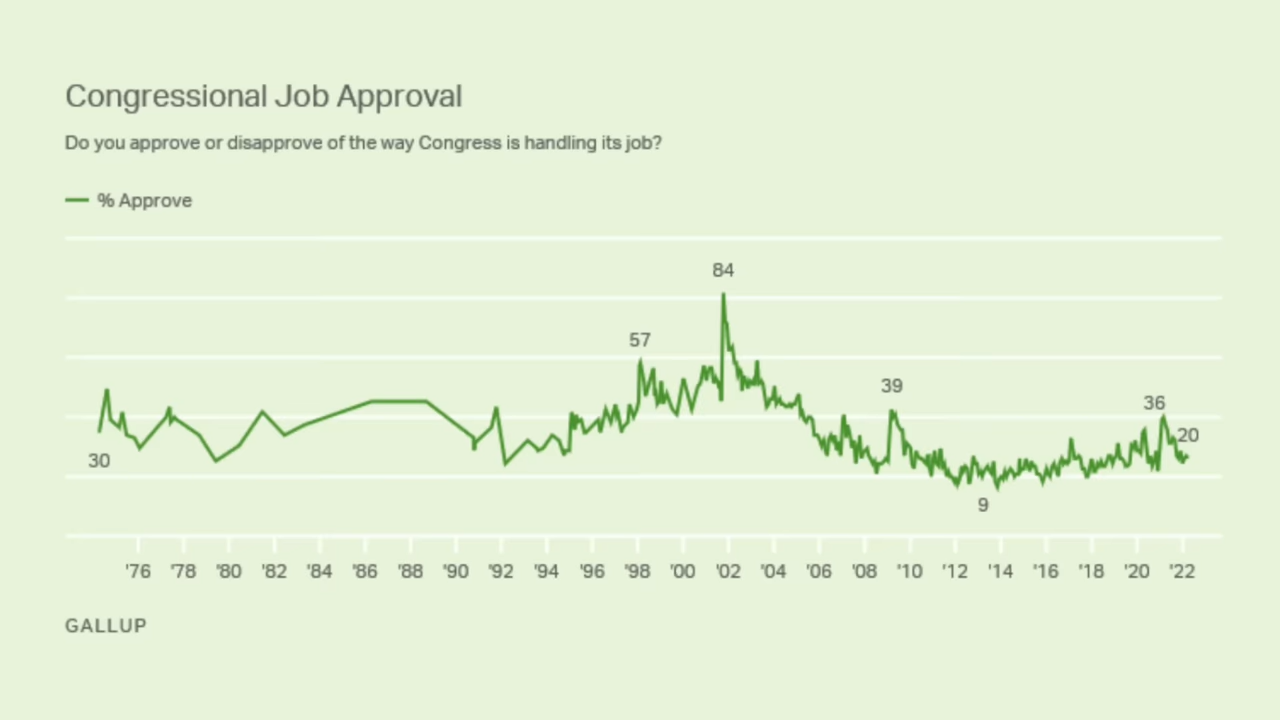 Congressional Job Approval
Do you approve or disapprove of the way Congress is handling its job?
% Approve
84
57
39
36
20
30
9
'76 '78 '80 '82 '84 '86 '88 '90 '92 '94 '96 '98 '00 '02 '04 '06 '08 '10 '12 '14 '16 '18 '20 '22
GALLUP